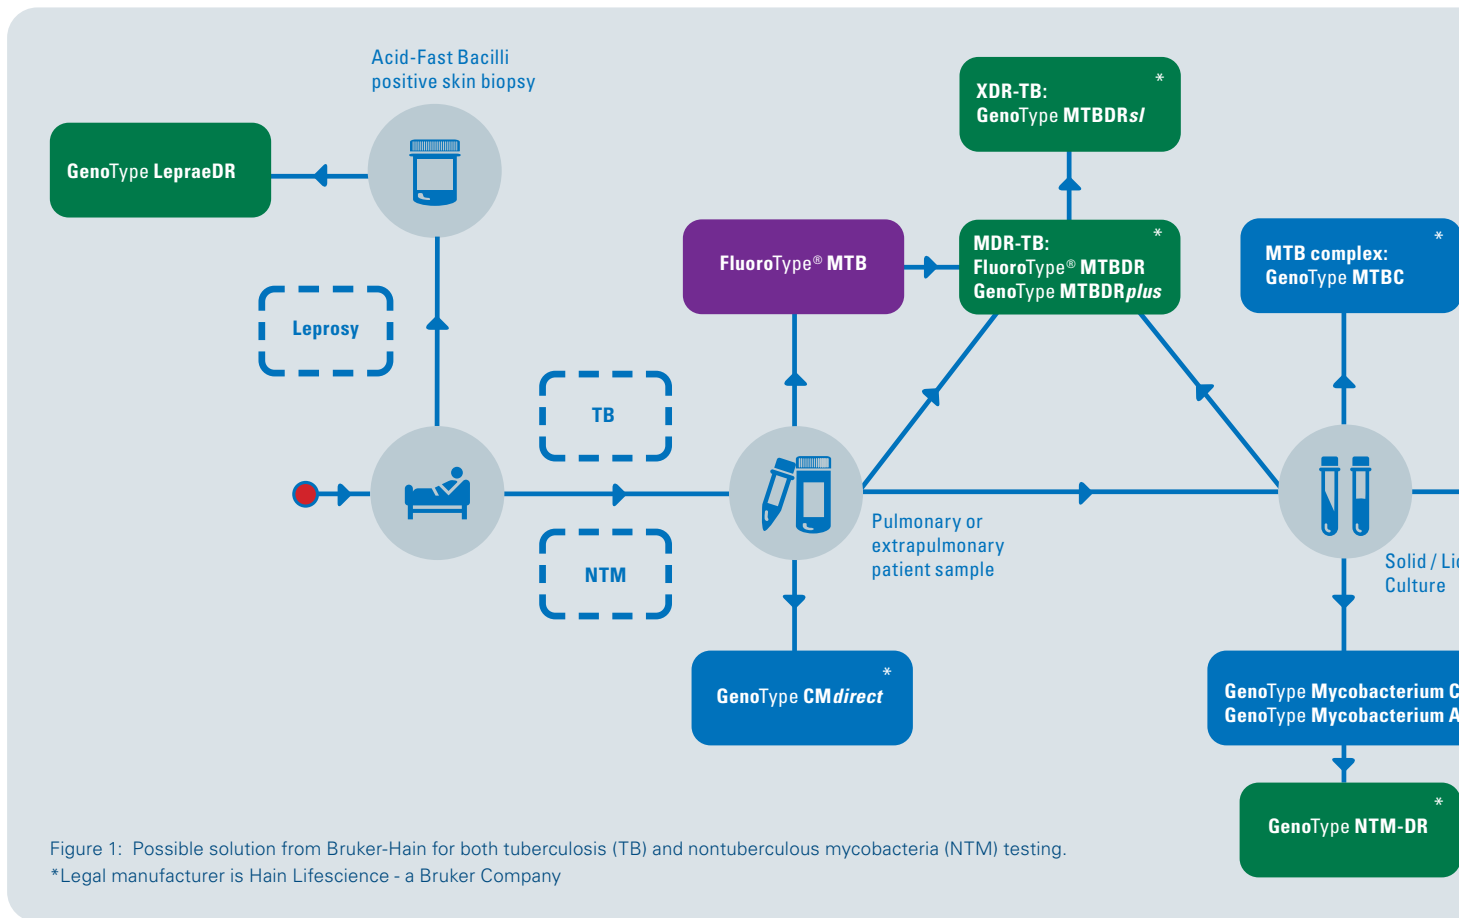 Acid-Fast Bacilli
positive skin biopsy
*
XDR-TB:
GenoType MTBDRsl
GenoType LepraeDR
FluoroType® MTB
*
MDR-TB:
FluoroType® MTBDR
GenoType MTBDRplus
*
MTB complex:
GenoType MTBC
Leprosy
TB
NTM
Pulmonary or
extrapulmonary
patient sample
Solid /
Culture
*
GenoType CMdirect
GenoType Mycobacterium C
GenoType Mycobacterium A
*
GenoType NTM-DR
Figure 1: Possible solution from Bruker-Hain for both tuberculosis (TB) and nontuberculous mycobacteria (NTM) testing.
*Legal manufacturer is Hain Lifescience - a Bruker Company